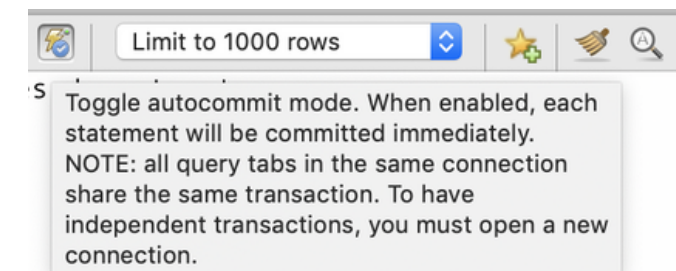 Limit to 1000 rows
Toggle autocommit mode. When enabled, each
statement will be committed immediately.
NOTE: all query tabs in the same connection
share the same transaction. To have
independent transactions, you must open a new
connection.